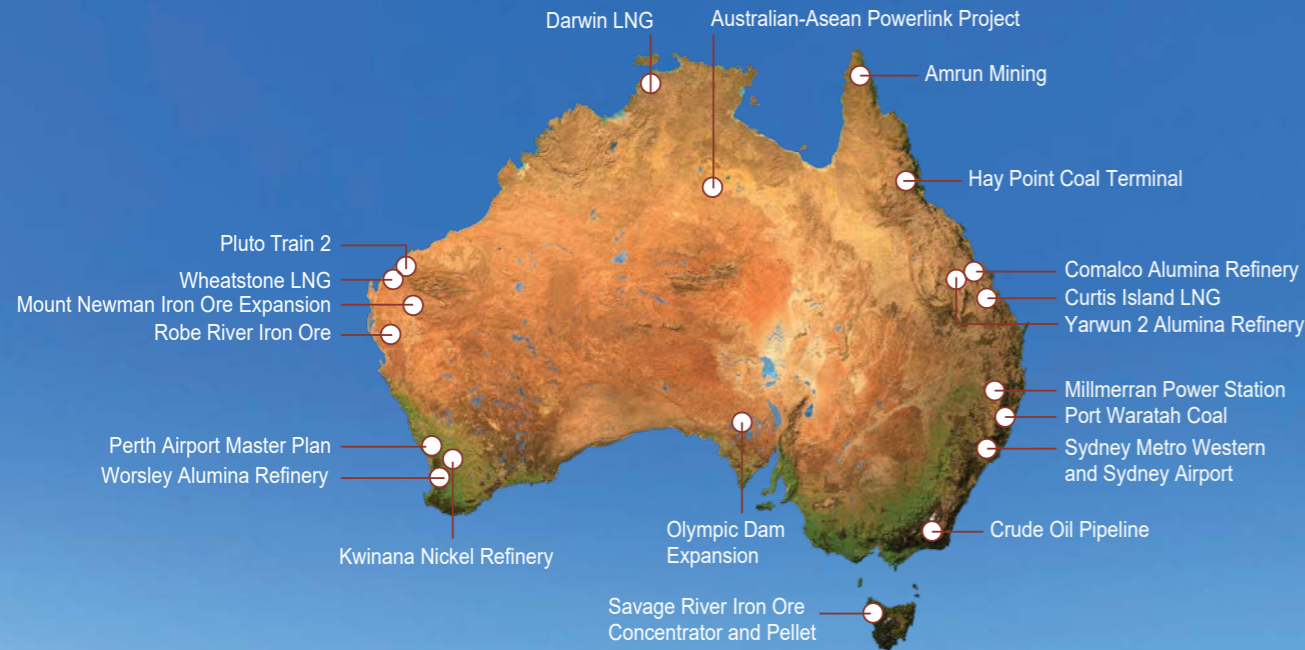 Darwin LNG
Australian-Asean Powerlink Project
Amrun Mining
Hay Point Coal Terminal
Pluto Train 2
Wheatstone LNG
Mount Newman Iron Ore Expansion
Robe River Iron Ore
Comalco Alumina Refinery
Curtis Island LNG
Yarwun 2 Alumina Refinery
Millmerran Power Station
Port Waratah Coal
Sydney Metro Western
and Sydney Airport
Perth Airport Master Plan
Worsley Alumina Refinery
Kwinana Nickel Refinery
Olympic Dam
Expansion
Crude Oil Pipeline
Savage River Iron Ore
Concentrator and Pellet